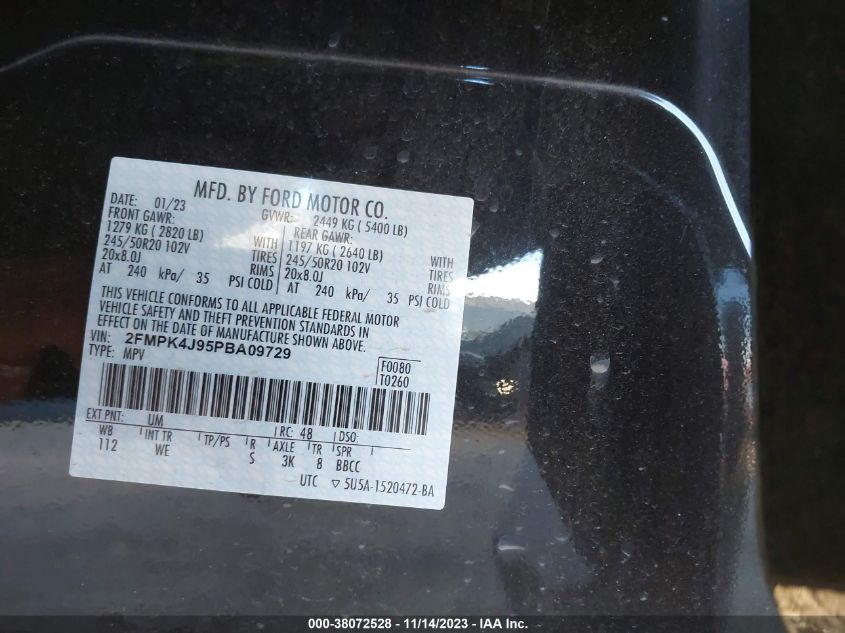 MFD. BY FORD MOTOR CO.
DATE: 01/23 GVWR: 2449 KG ( 5400 LB)
FRONT GAWR: REAR GAWR:
1279 KG ( 2820 LB) WITH 1197 KG ( 2640 LB) WITH
245/50R20 102V TIRES 245/50R20 102V TIRES
20x8.0J RIMS 20x8.0J RIMS
AT 240 kPa/ 35 PSI COLD AT 240 kPa/ 35 PSI COLD
THIS VEHICLE CONFORMS TO ALL APPLICABLE FEDERAL MOTOR
VEHICLE SAFETY AND THEFT PREVENTION STANDARDS IN
EFFECT ON THE DATE OF MANUFACTURE SHOWN ABOVE.
VIN: 2FMPK4J95PBA09729
TYPE: MPV
F0080
T0260
EXT PNT: UM RC: 48 DSO:
WB INT TR TP/PS R AXLE TR SPR
112 WE S 3K 8 BBCC
UTC ▽ 5U5A-1520472-BA
000-38072528 - 11/14/2023 - IAA Inc.